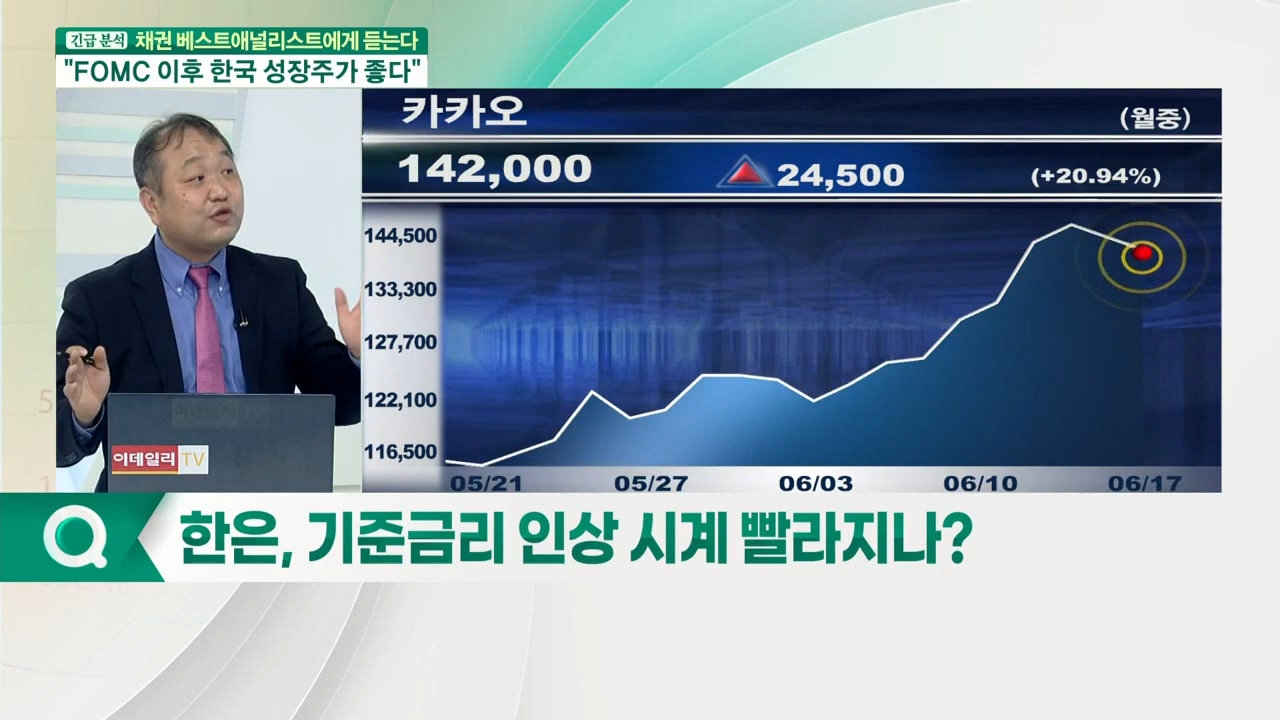 긴급 분석 채권 베스트애널리스트에게 듣는다
"FOMC 이후 한국 성장주가 좋다"
카카오 (월중)
142,000 24,500 (+20.94%)
144,500
133,300
127,700
122,100
116,500
05/21 05/27 06/03 06/10 06/17
이데일리 TV
Q 한은, 기준금리 인상 시계 빨라지나?